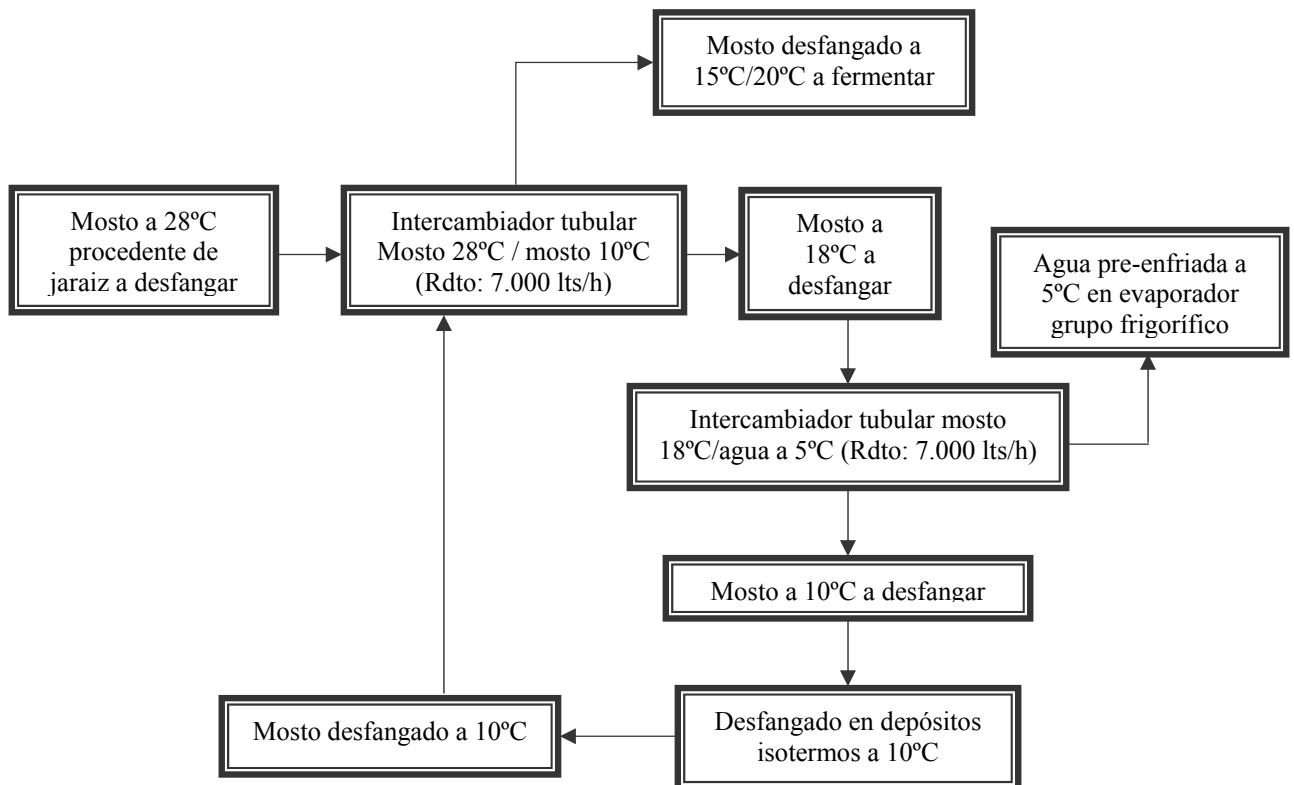 Mosto desfangado a
15ºC/20ºC a fermentar
Mosto a 28ºC
procedente de
jaraiz a desfangar
Intercambiador tubular
Mosto 28ºC / mosto 10ºC
(Rdto: 7.000 lts/h)
Mosto a
18ºC a
desfangar
Agua pre-enfriada a
5ºC en evaporador
grupo frigorífico
Intercambiador tubular mosto
18ºC/agua a 5ºC (Rdto: 7.000 lts/h)
Mosto a 10ºC a desfangar
Mosto desfangado a 10ºC
Desfangado en depósitos
isotermos a 10ºC